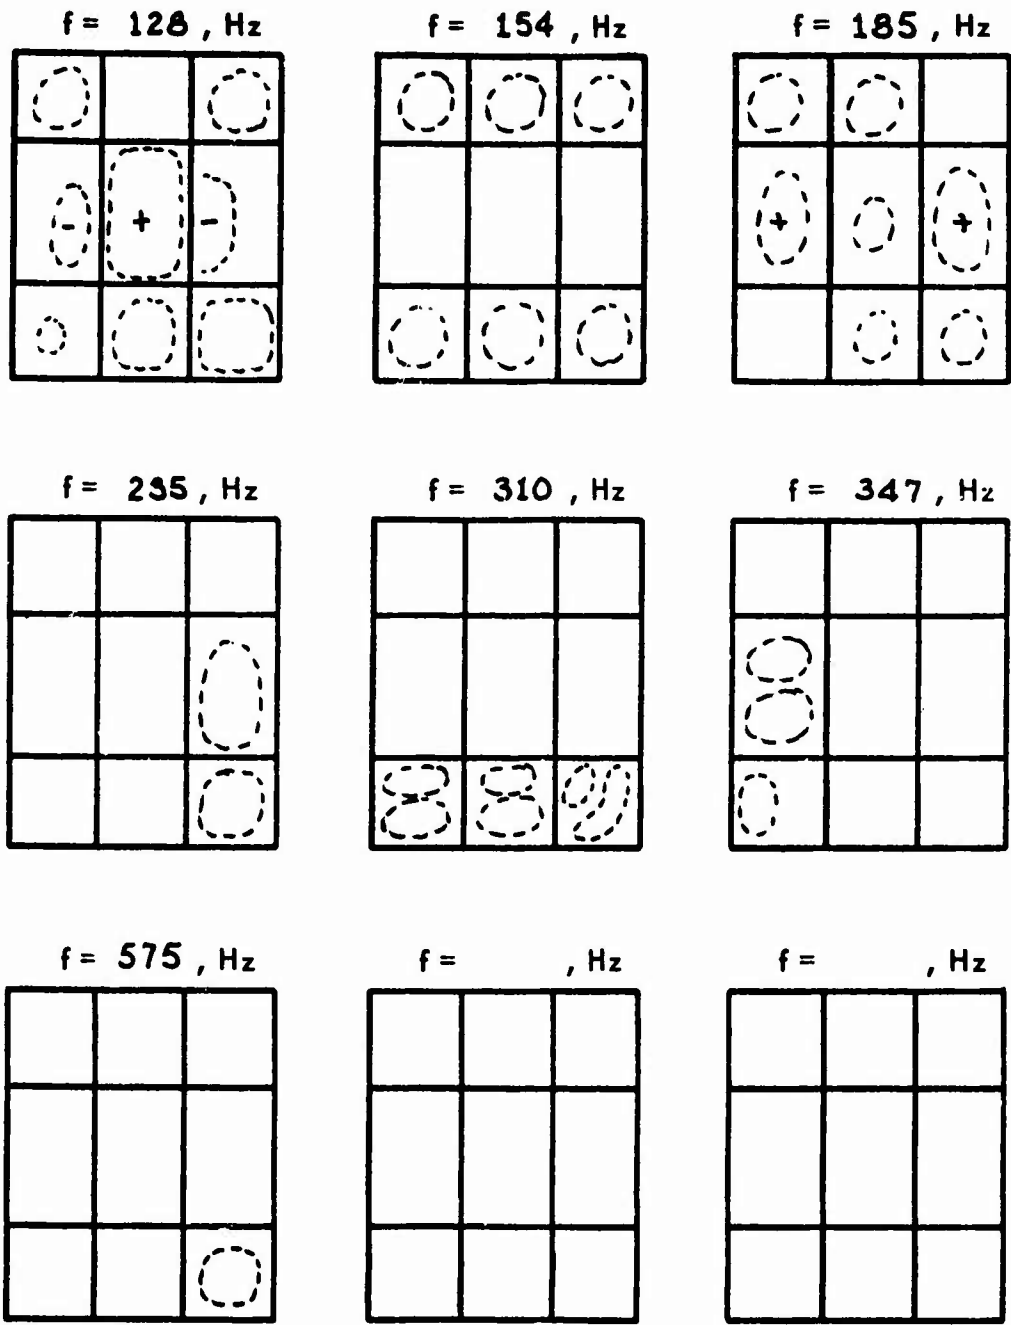 f = 128 , Hz
f = 154 , Hz
f = 185 , Hz
- + -
+ +
f = 235 , Hz
f = 310 , Hz
f = 347 , Hz
f = 575 , Hz
f = , Hz
f = , Hz